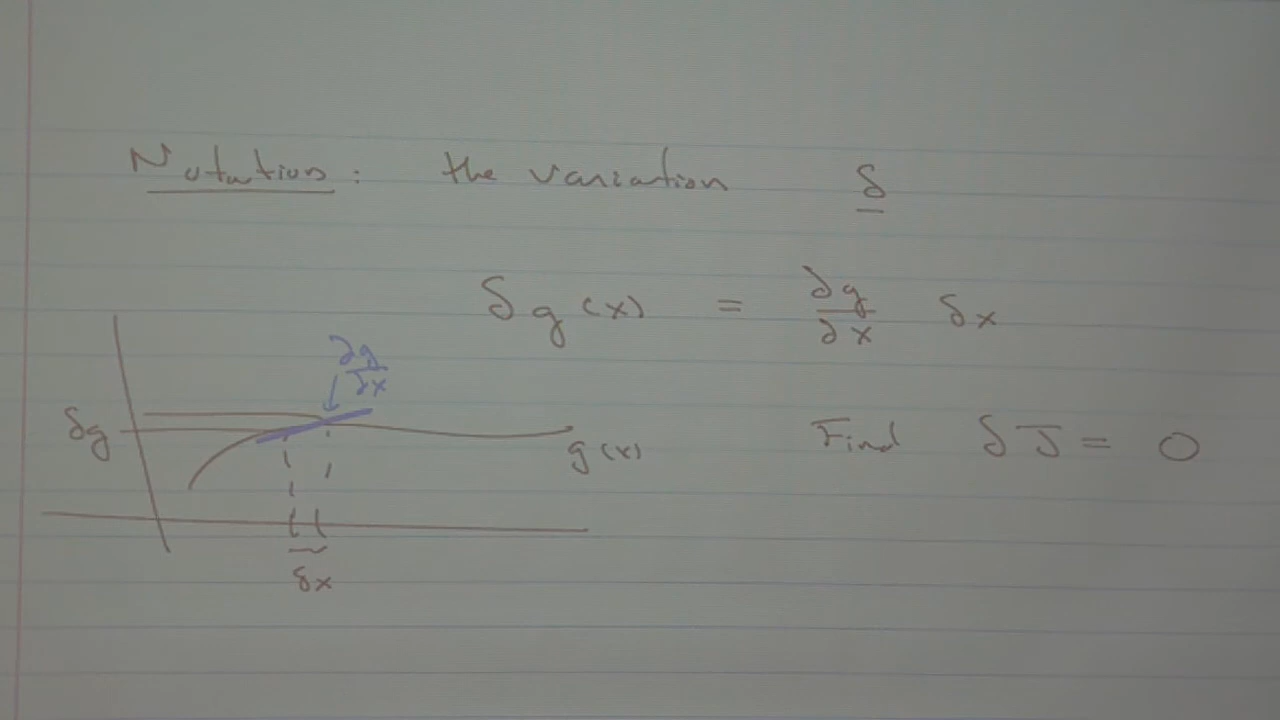 Notation: the variation δ
δg(x) = ∂g/∂x δx
∂g/∂x
δg
g(x)
Find δJ = 0
δx